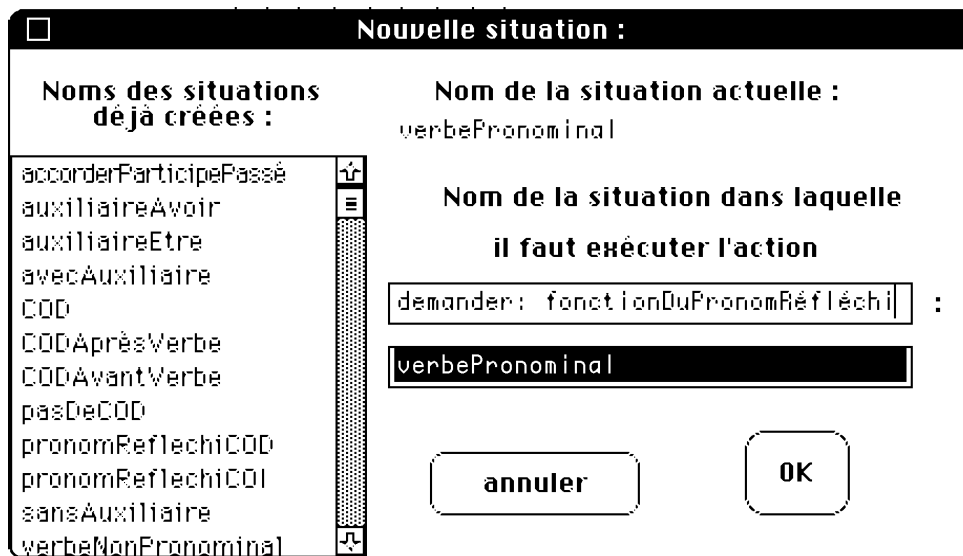 Nouvelle situation :
Noms des situations
déjà créées :
accorderParticipePassé
auxiliaireAvoir
auxiliaireEtre
avecAuxiliaire
COD
CODAprèsVerbe
CODAvantVerbe
pasDeCOD
pronomReflechiCOD
pronomReflechiCOI
sansAuxiliaire
verbeNonPronominal
Nom de la situation actuelle :
verbePronominal
Nom de la situation dans laquelle
il faut exécuter l'action
demander: fonctionDuPronomRéfléchi :
verbePronominal
annuler
OK